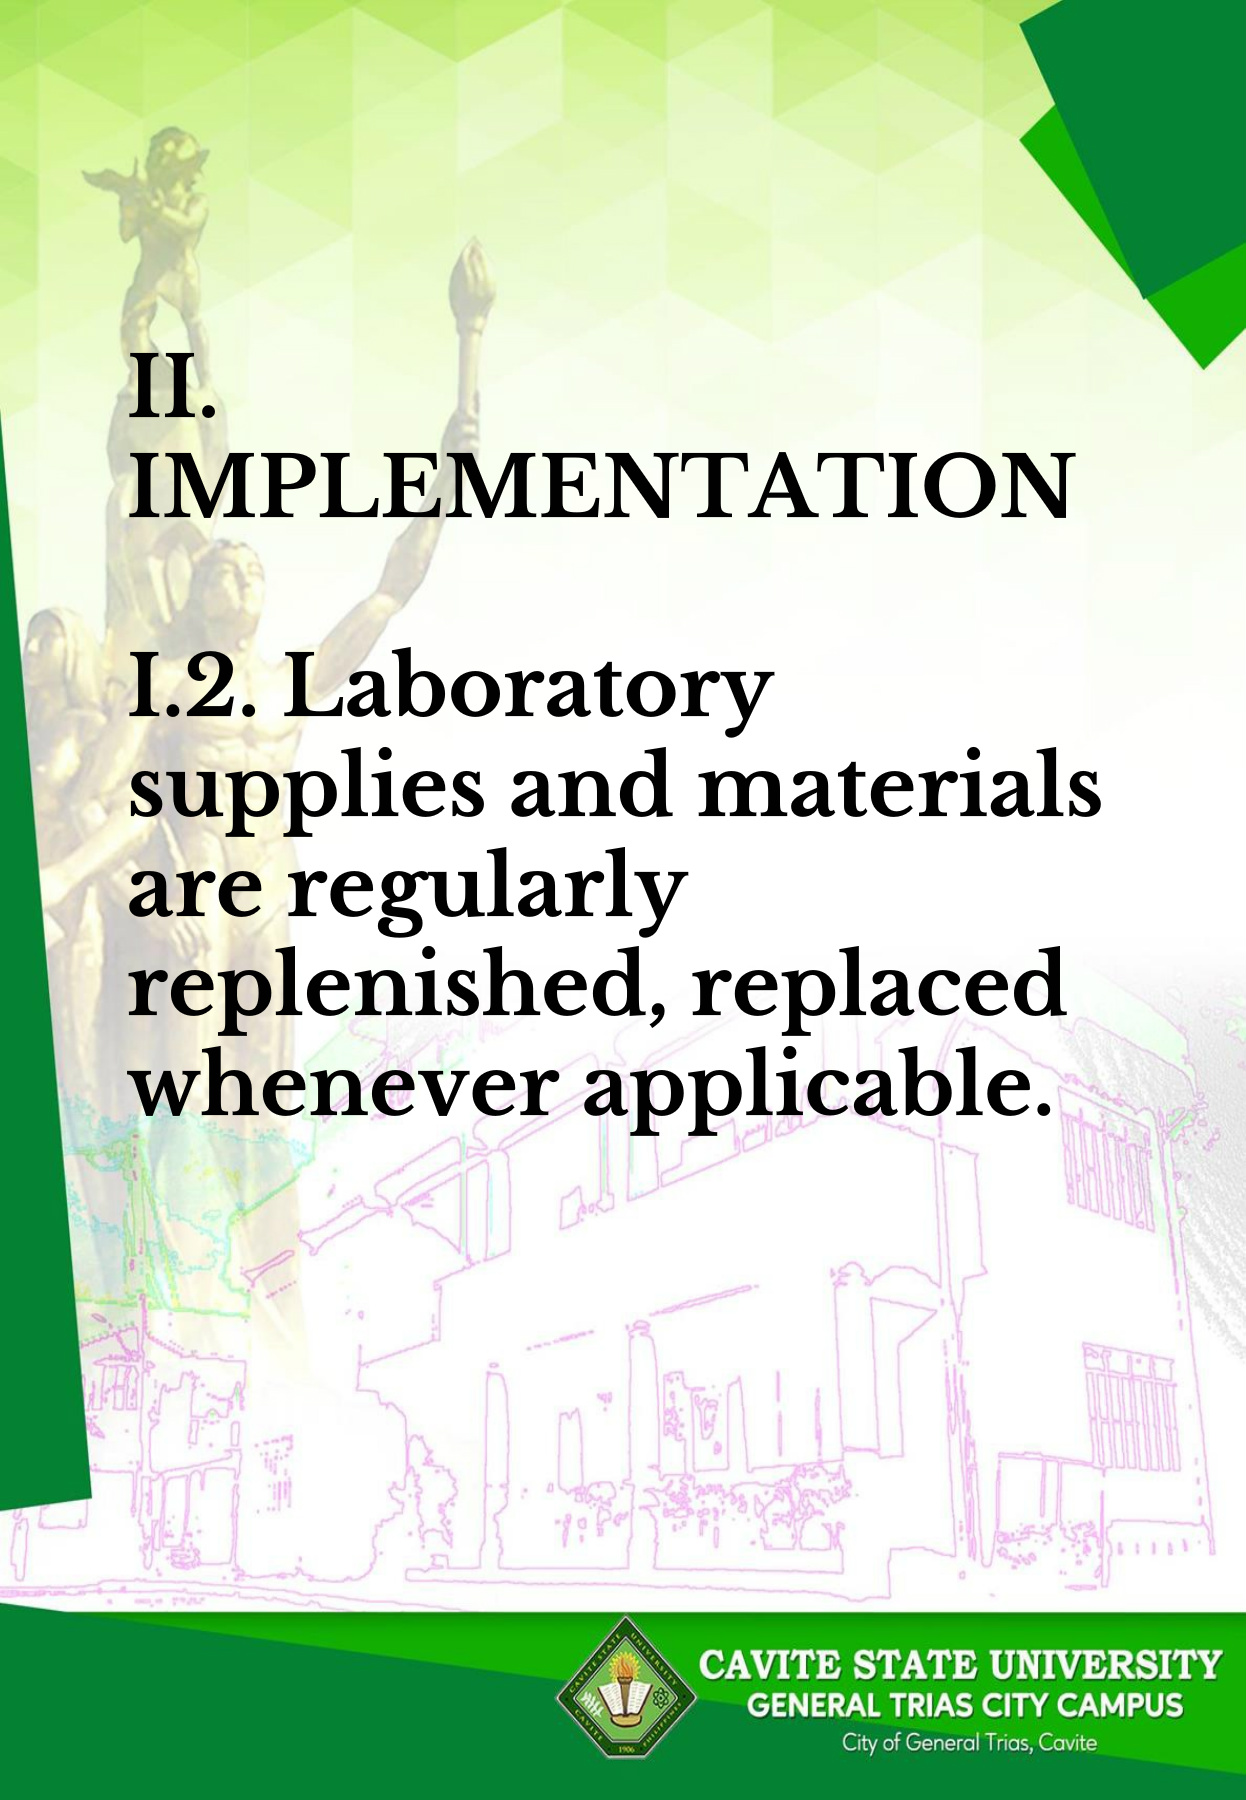 II.
IMPLEMENTATION
I.2. Laboratory
supplies and materials
are regularly
replenished, replaced
whenever applicable.
CAVITE STATE UNIVERSITY
CAVITE PHILIPPINES
1906
CAVITE STATE UNIVERSITY
GENERAL TRIAS CITY CAMPUS
City of General Trias, Cavite